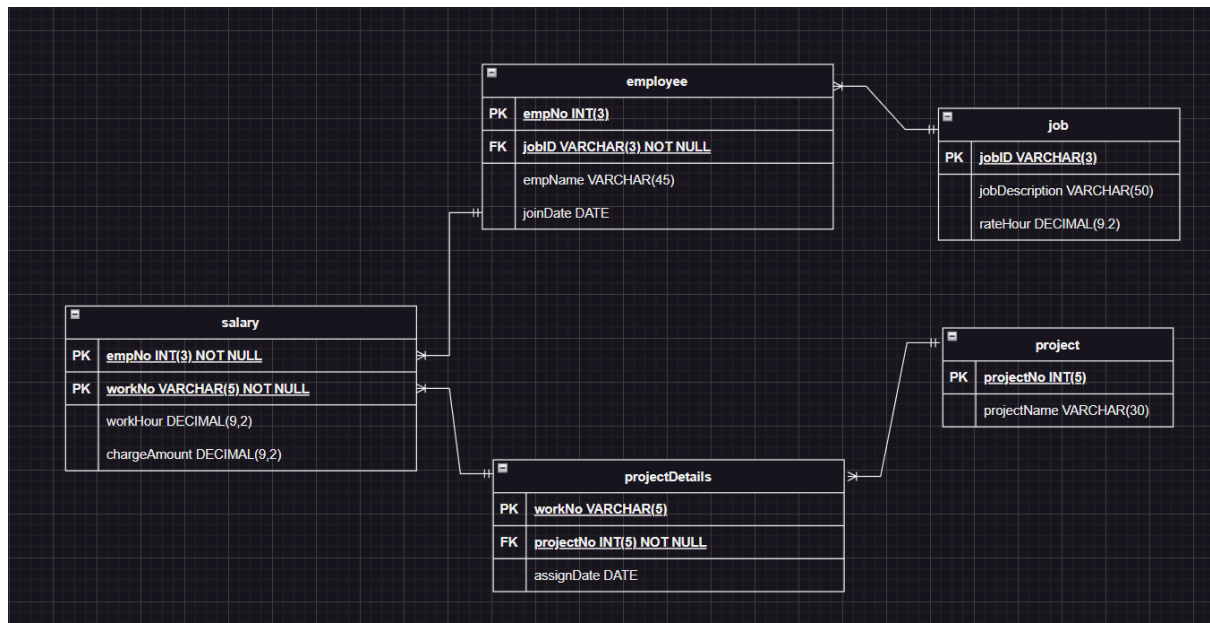 employee
PK empNo INT(3)
FK jobID VARCHAR(3) NOT NULL
empName VARCHAR(45)
joinDate DATE
job
PK jobID VARCHAR(3)
jobDescription VARCHAR(50)
rateHour DECIMAL(9.2)
salary
PK empNo INT(3) NOT NULL
PK workNo VARCHAR(5) NOT NULL
workHour DECIMAL(9,2)
chargeAmount DECIMAL(9,2)
project
PK projectNo INT(5)
projectName VARCHAR(30)
projectDetails
PK workNo VARCHAR(5)
FK projectNo INT(5) NOT NULL
assignDate DATE